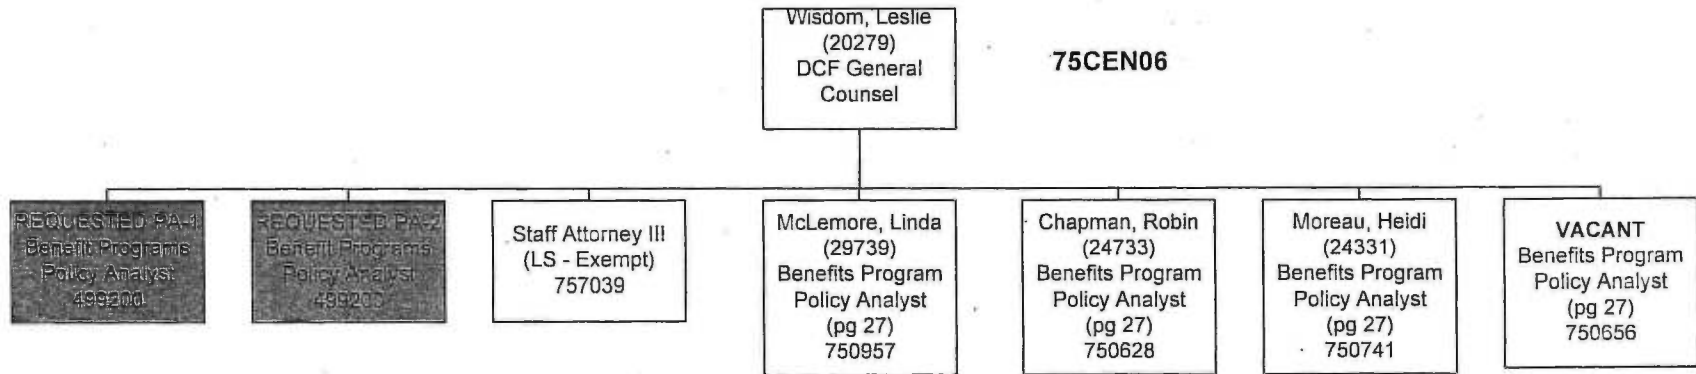 Wisdom, Leslie
(20279)
DCF General
Counsel
75CEN06
REQUESTED PA-1
Benefit Programs
Policy Analyst
499200
REQUESTED PA-2
Benefit Programs
Policy Analyst
499200
Staff Attorney III
(LS - Exempt)
757039
McLemore, Linda
(29739)
Benefits Program
Policy Analyst
(pg 27)
750957
Chapman, Robin
(24733)
Benefits Program
Policy Analyst
(pg 27)
750628
Moreau, Heidi
(24331)
Benefits Program
Policy Analyst
(pg 27)
750741
VACANT
Benefits Program
Policy Analyst
(pg 27)
750656